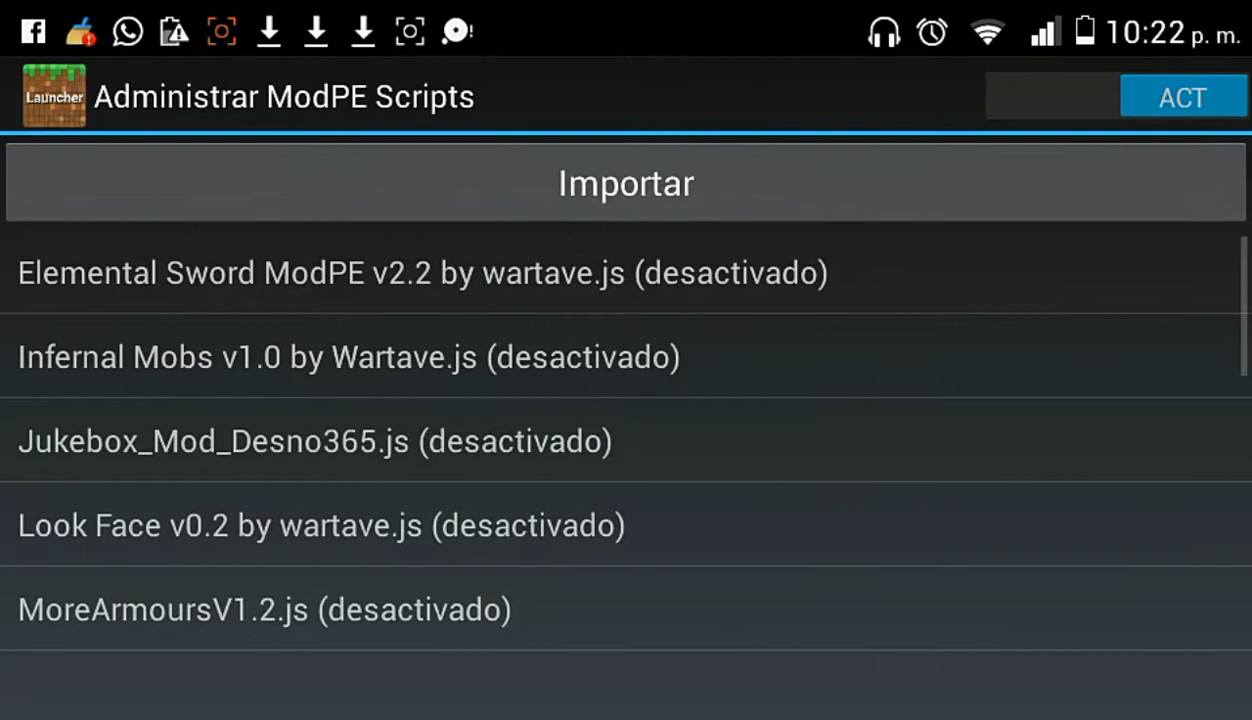 10:22 p. m.
Launcher
Administrar ModPE Scripts
ACT
Importar
Elemental Sword ModPE v2.2 by wartave.js (desactivado)
Infernal Mobs v1.0 by Wartave.js (desactivado)
Jukebox_Mod_Desno365.js (desactivado)
Look Face v0.2 by wartave.js (desactivado)
MoreArmoursV1.2.js (desactivado)